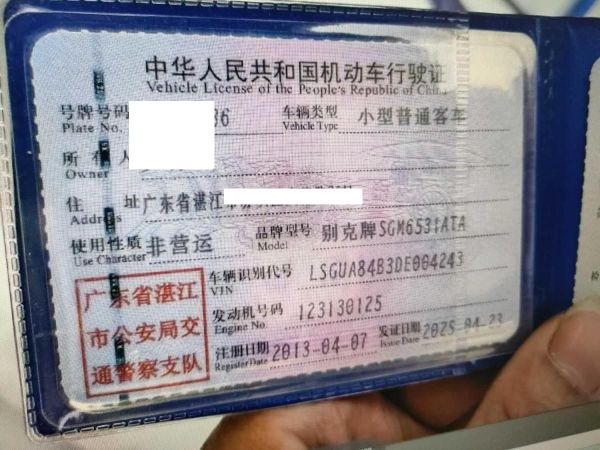 中华人民共和国机动车行驶证
Vehicle License of the People's Republic of China
号牌号码 36 车辆类型 小型普通客车
Plate No. Vehicle Type
所有人
Owner
住 址 广东省湛江市
Address
使用性质 非营运 品牌型号 别克牌SGM6531ATA
Use Character Model
车辆识别代号 LSGUA84B3DE004243
VIN
发动机号码 123130125
Engine No.
注册日期 2013-04-07 发证日期 2025-04-23
Register Date Issue Date
广东省湛江
市公安局交
通警察支队